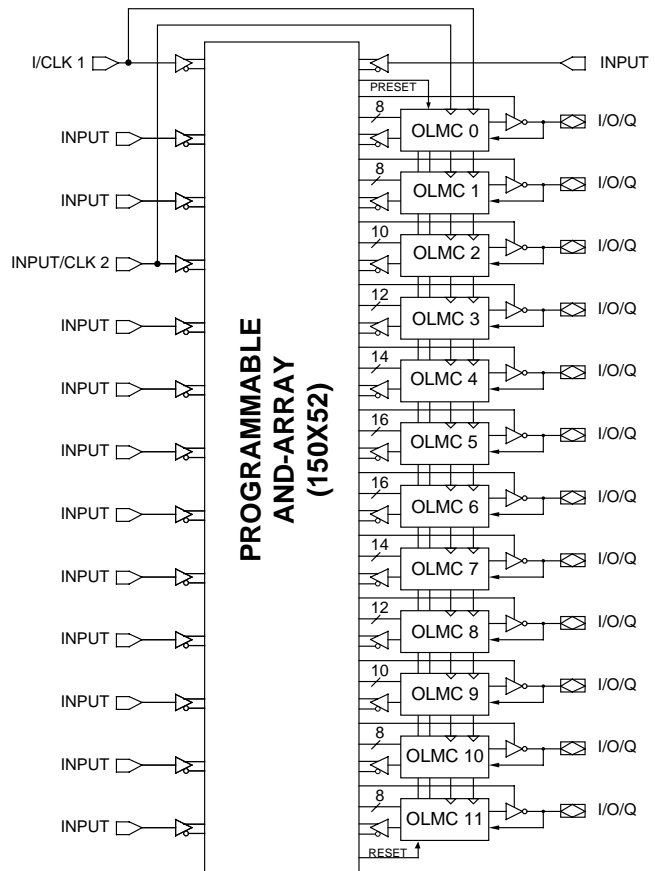 I/CLK 1
INPUT
PRESET
8
OLMC 0
I/O/Q
INPUT
8
OLMC 1
I/O/Q
INPUT
10
OLMC 2
I/O/Q
INPUT/CLK 2
12
OLMC 3
I/O/Q
INPUT
14
OLMC 4
I/O/Q
INPUT
16
OLMC 5
I/O/Q
INPUT
PROGRAMMABLE
AND-ARRAY
(150X52)
16
OLMC 6
I/O/Q
INPUT
14
OLMC 7
I/O/Q
INPUT
12
OLMC 8
I/O/Q
INPUT
10
OLMC 9
I/O/Q
INPUT
8
OLMC 10
I/O/Q
INPUT
8
OLMC 11
I/O/Q
INPUT
RESET